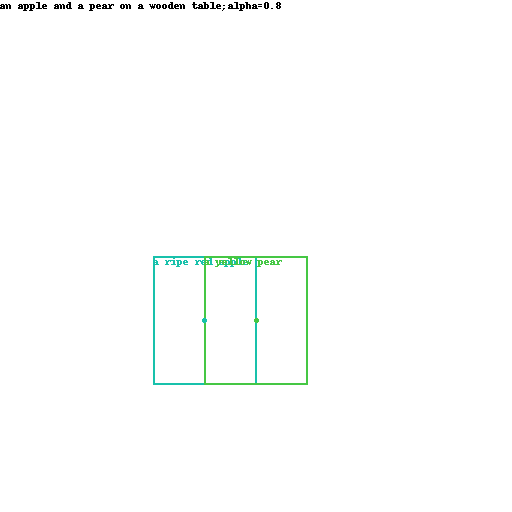 an apple and a pear on a wooden table;alpha=0.8
a ripe red apple
a yellow pear